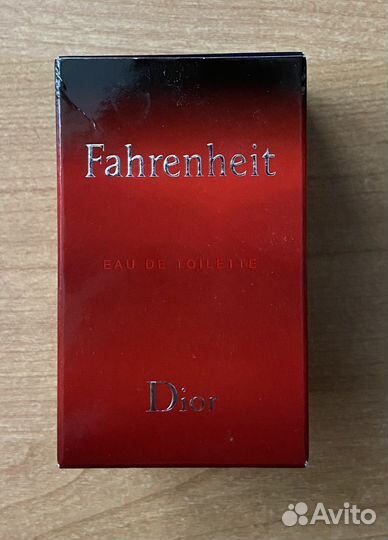 Fahrenheit
EAU DE TOILETTE
Dior
Avito